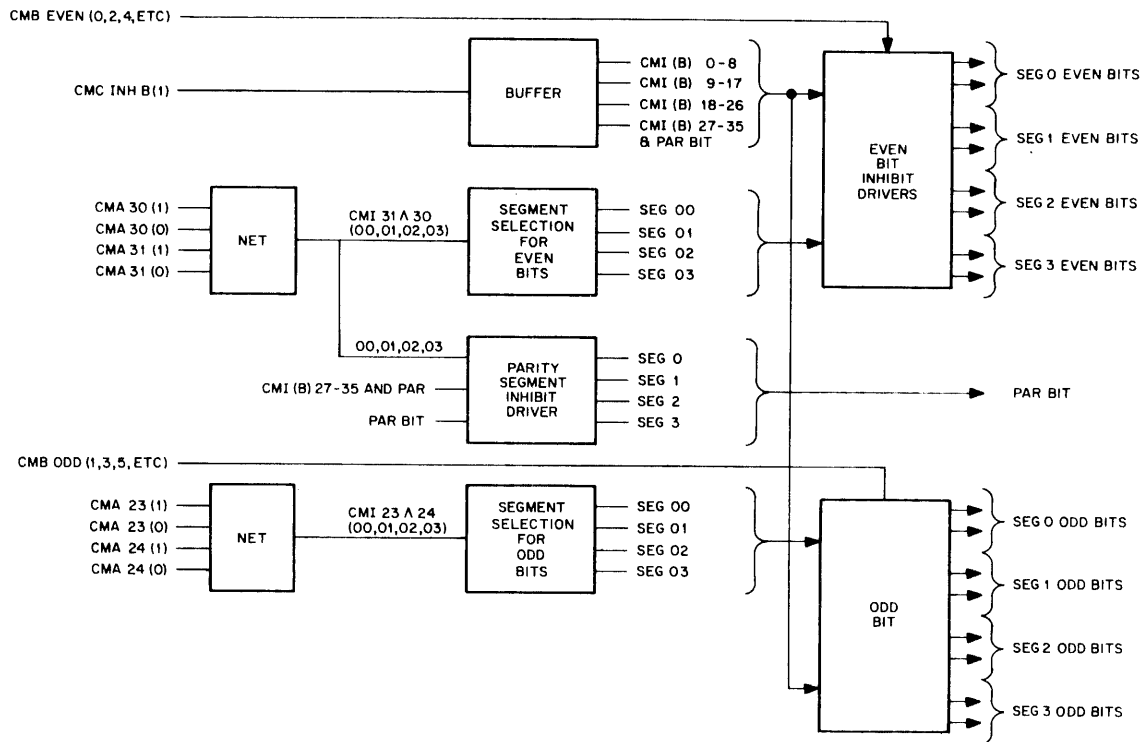 CMB EVEN (0,2,4, ETC)
CMC INH B(1)
BUFFER
CMI (B) 0-8
CMI (B) 9-17
CMI (B) 18-26
CMI (B) 27-35
& PAR BIT
EVEN
BIT
INHIBIT
DRIVERS
SEG 0 EVEN BITS
SEG 1 EVEN BITS
SEG 2 EVEN BITS
SEG 3 EVEN BITS
CMA 30 (1)
CMA 30 (0)
CMA 31 (1)
CMA 31 (0)
NET
CMI 31 Λ 30
(00,01,02,03)
SEGMENT
SELECTION
FOR
EVEN
BITS
SEG 00
SEG 01
SEG 02
SEG 03
00,01,02,03
CMI (B) 27-35 AND PAR
PAR BIT
PARITY
SEGMENT
INHIBIT
DRIVER
SEG 0
SEG 1
SEG 2
SEG 3
PAR BIT
CMB ODD (1,3,5, ETC)
CMA 23 (1)
CMA 23 (0)
CMA 24 (1)
CMA 24 (0)
NET
CMI 23 Λ 24
(00,01,02,03)
SEGMENT
SELECTION
FOR
ODD
BITS
SEG 00
SEG 01
SEG 02
SEG 03
ODD
BIT
SEG 0 ODD BITS
SEG 1 ODD BITS
SEG 2 ODD BITS
SEG 3 ODD BITS